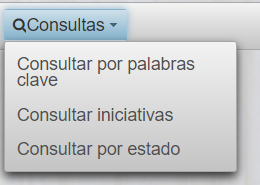 Consultas
Consultar por palabras
clave
Consultar iniciativas
Consultar por estado